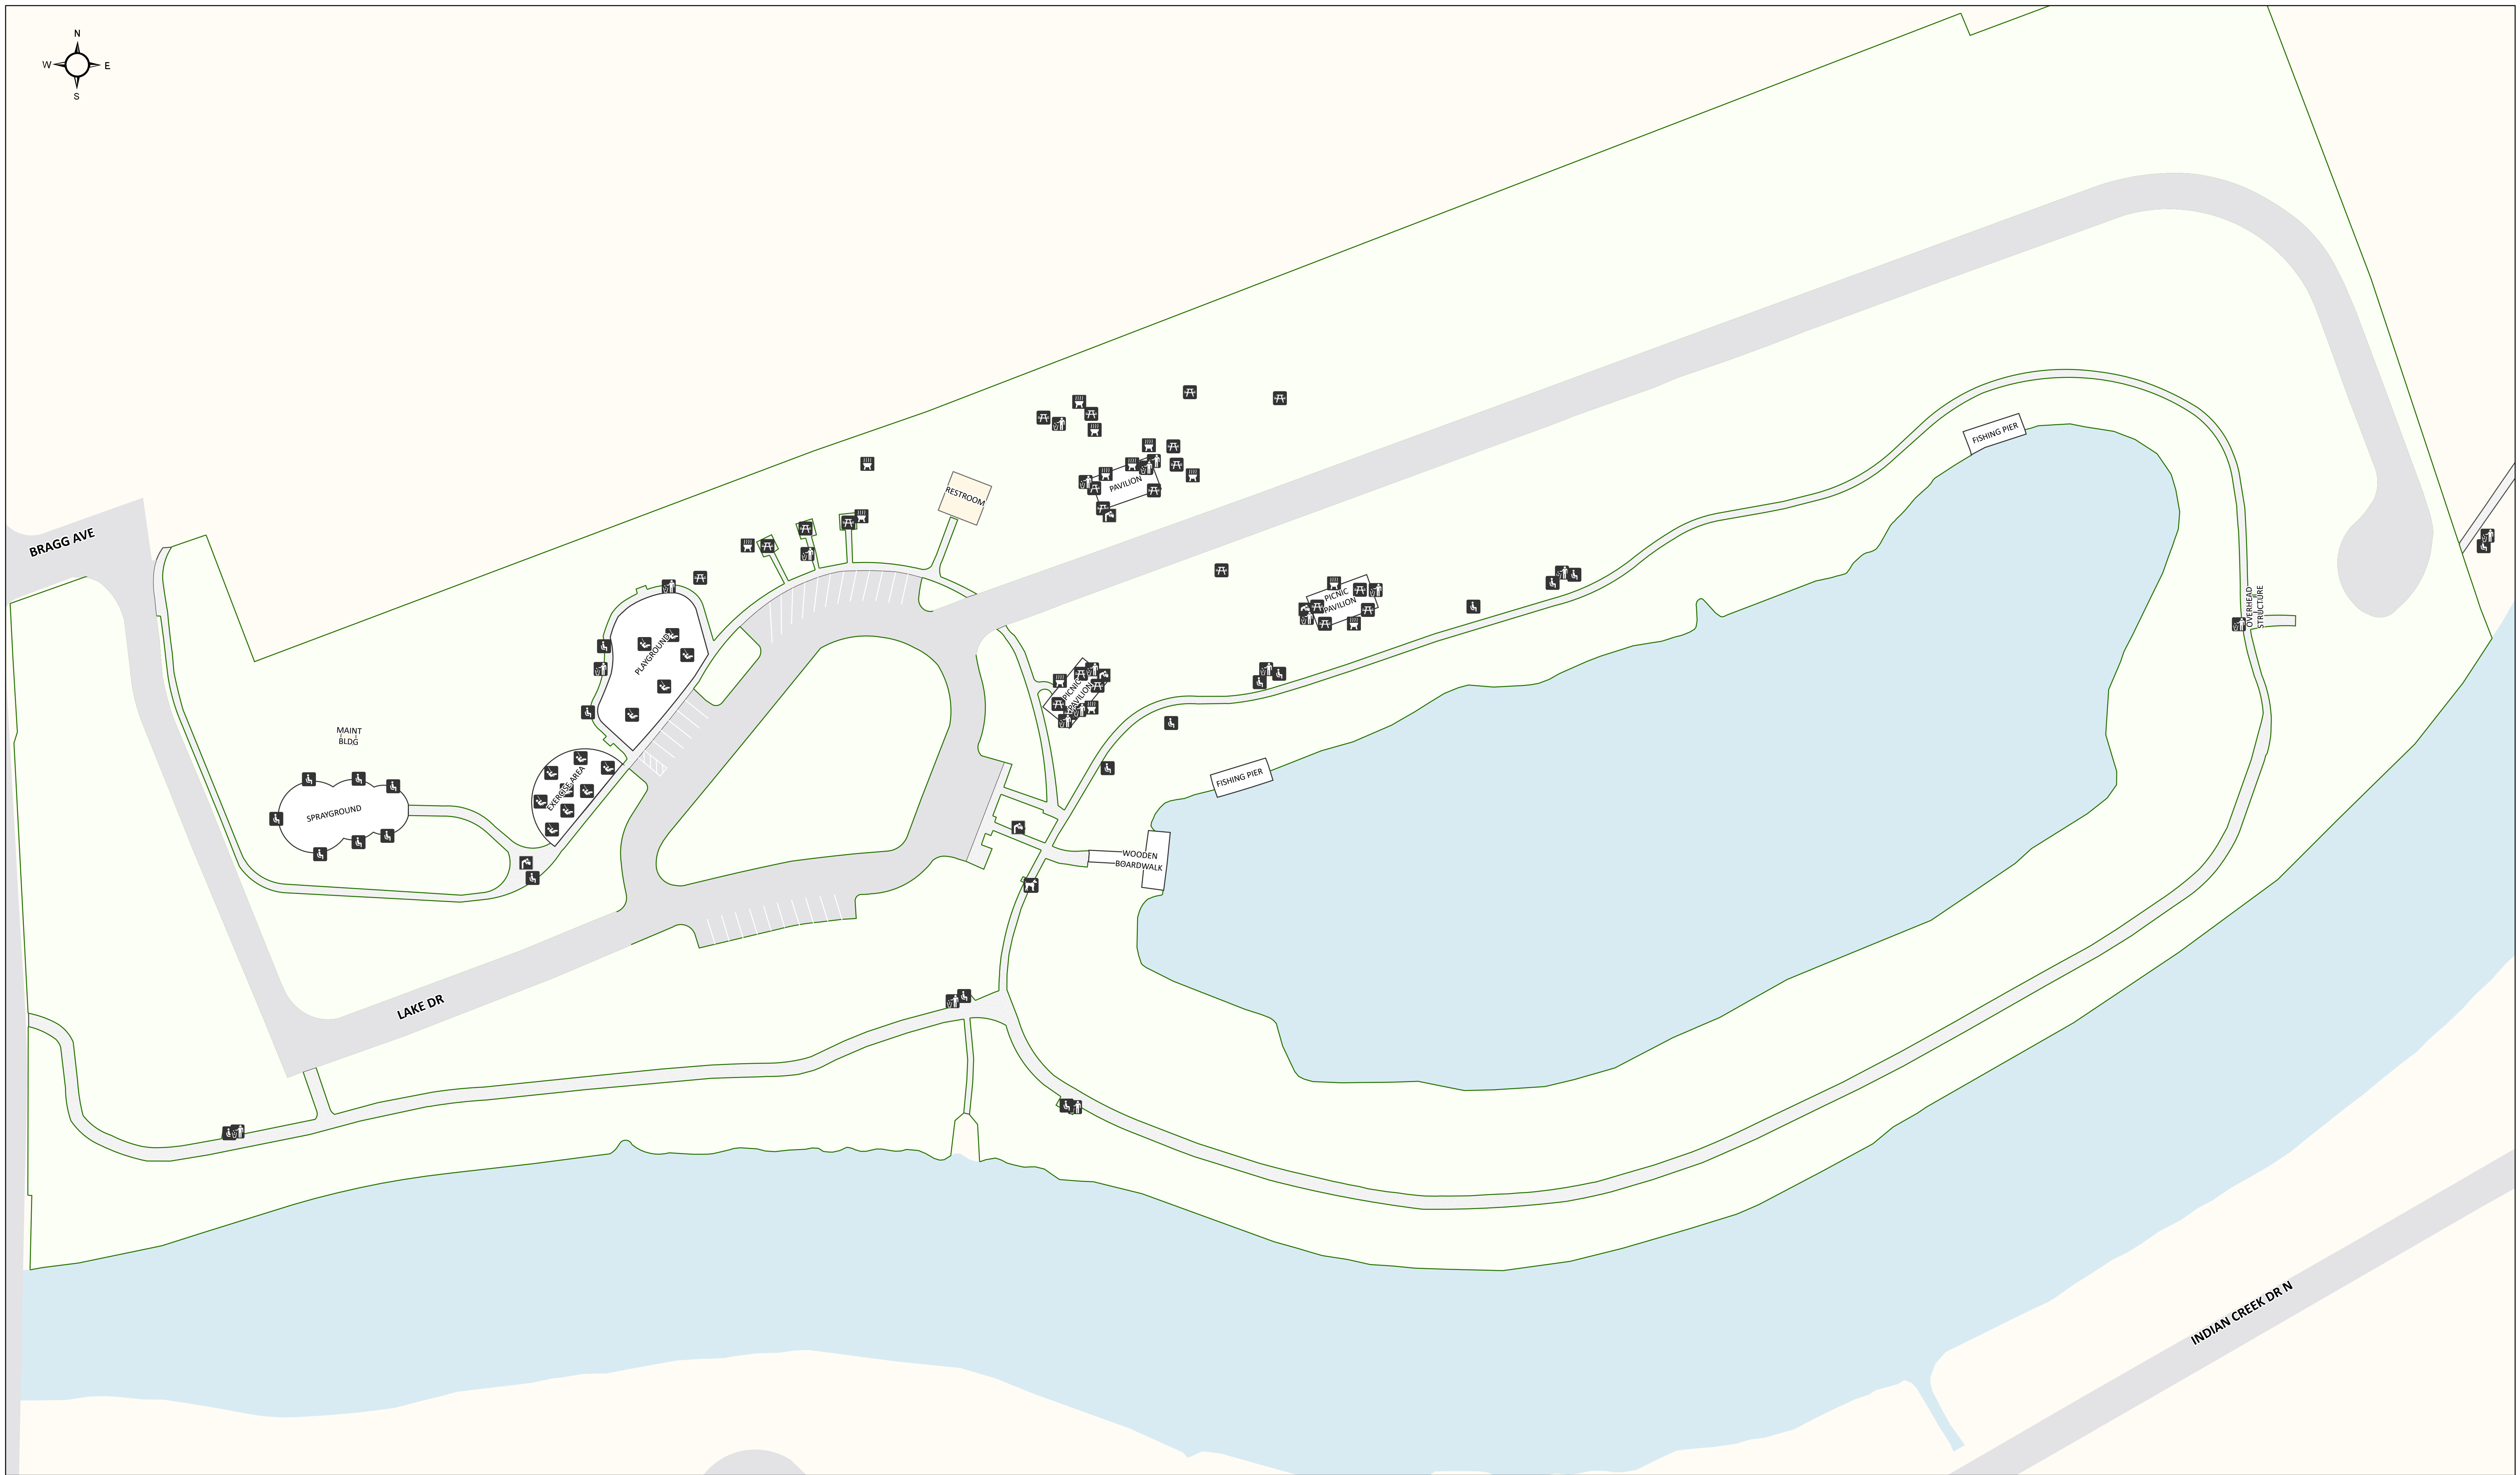 N
W E
S
FISHING PIER
RESTROOM
PAVILION
BRAGG AVE
PICNIC
PAVILION
OVERHEAD
STRUCTURE
PLAYGROUND
PICNIC
PAVILION
MAINT
BLDG
FISHING PIER
EXERCISE AREA
SPRAYGROUND
WOODEN
BOARDWALK
LAKE DR
INDIAN CREEK DR N